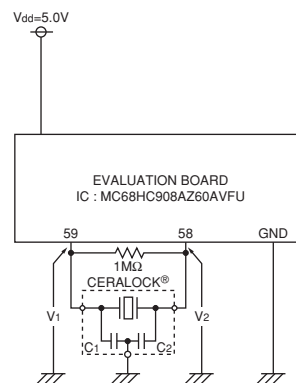 Vdd=5.0V
EVALUATION BOARD
IC : MC68HC908AZ60AVFU
59 58 GND
1MΩ
CERALOCK®
V1 V2
C1 C2